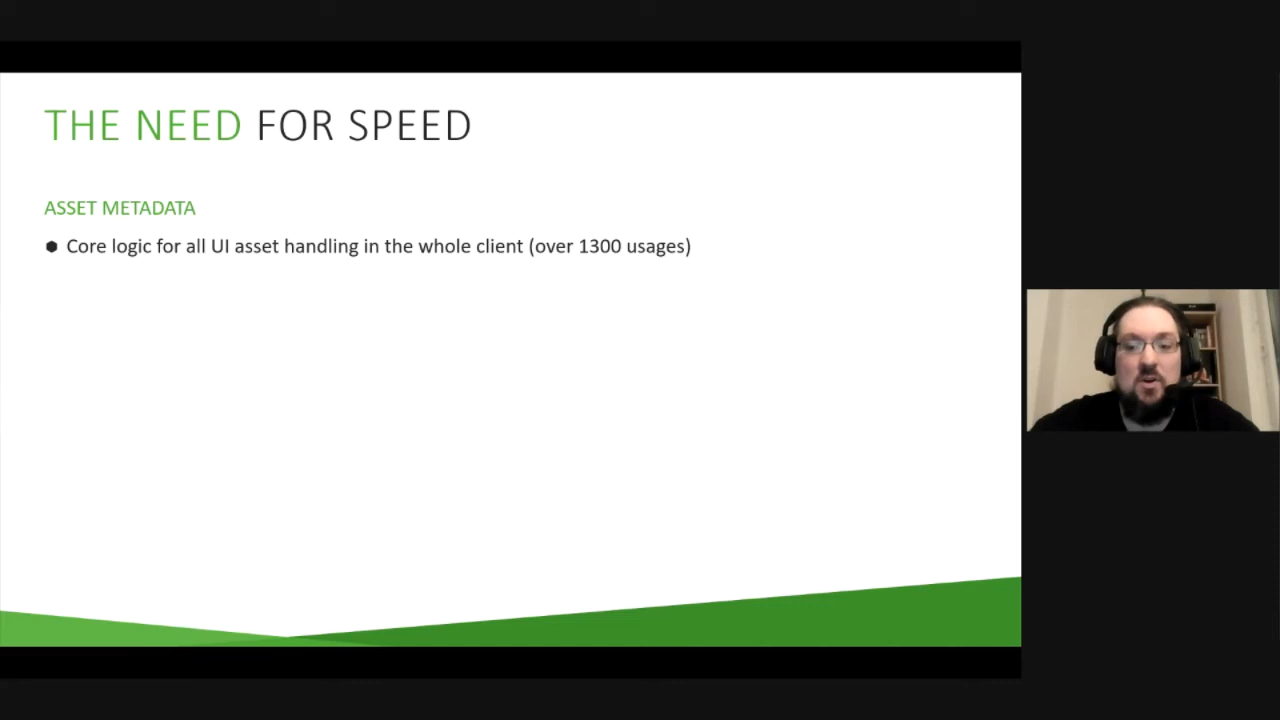 THE NEED FOR SPEED
ASSET METADATA
Core logic for all UI asset handling in the whole client (over 1300 usages)